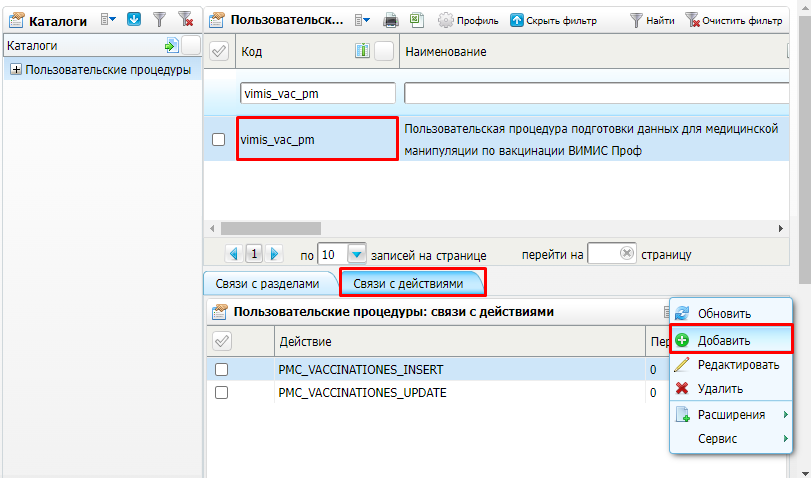 Каталоги
Каталоги
Пользовательские процедуры
Пользовательск... Профиль Скрыть фильтр Найти Очистить фильтр
Код Наименование
vimis_vac_pm
vimis_vac_pm
Пользовательская процедура подготовки данных для медицинской
манипуляции по вакцинации ВИМИС Проф
1 по 10 записей на странице перейти на страницу
Связи с разделами Связи с действиями
Пользовательские процедуры: связи с действиями
Действие Пер
PMC_VACCINATIONES_INSERT 0
PMC_VACCINATIONES_UPDATE 0
Обновить
Добавить
Редактировать
Удалить
Расширения
Сервис